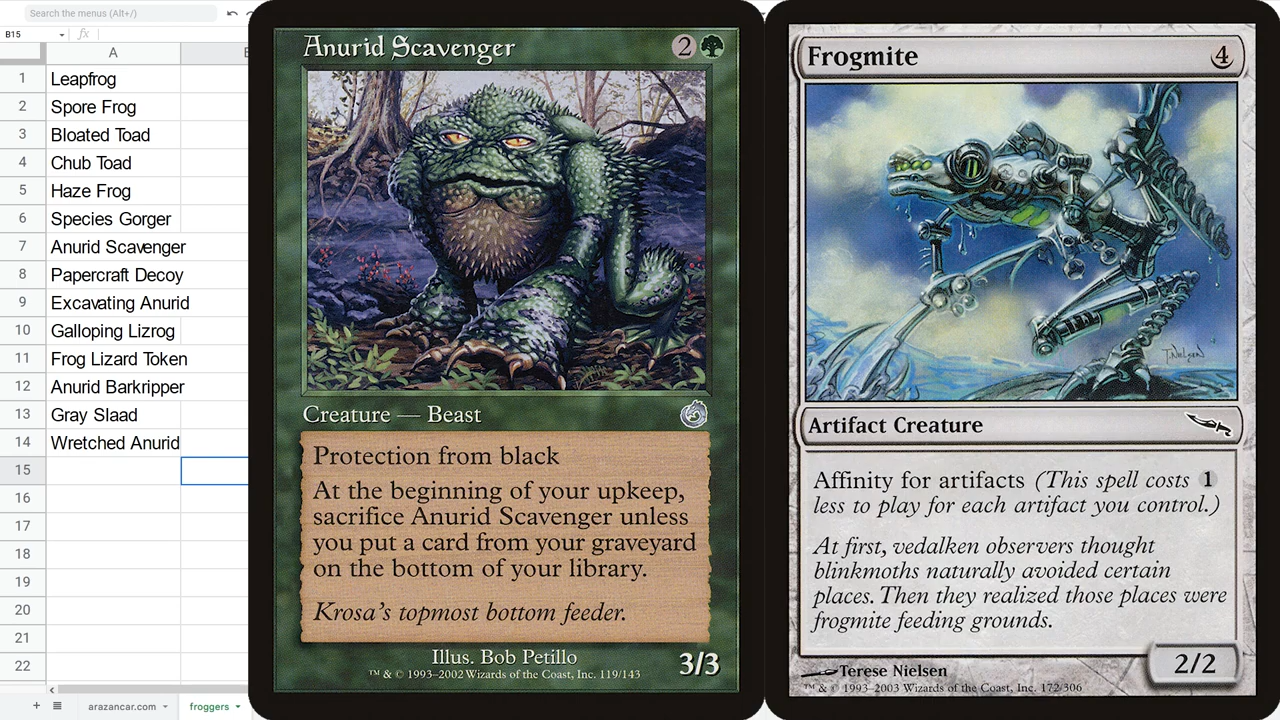 Search the menus (Alt+/)
B15
fx
A
1 Leapfrog
2 Spore Frog
3 Bloated Toad
4 Chub Toad
5 Haze Frog
6 Species Gorger
7 Anurid Scavenger
8 Papercraft Decoy
9 Excavating Anurid
10 Galloping Lizrog
11 Frog Lizard Token
12 Anurid Barkripper
13 Gray Slaad
14 Wretched Anurid
15
16
17
18
19
20
21
22
arazancar.com
froggers
Anurid Scavenger 2
Creature — Beast
Protection from black
At the beginning of your upkeep,
sacrifice Anurid Scavenger unless
you put a card from your graveyard
on the bottom of your library.
Krosa's topmost bottom feeder.
Illus. Bob Petillo
3/3
™ & © 1993–2002 Wizards of the Coast, Inc. 119/143
Frogmite 4
T. Nielsen
Artifact Creature
Affinity for artifacts (This spell costs 1
less to play for each artifact you control.)
At first, vedalken observers thought
blinkmoths naturally avoided certain
places. Then they realized those places were
frogmite feeding grounds.
2/2
Terese Nielsen
™ & © 1993–2003 Wizards of the Coast, Inc. 172/306